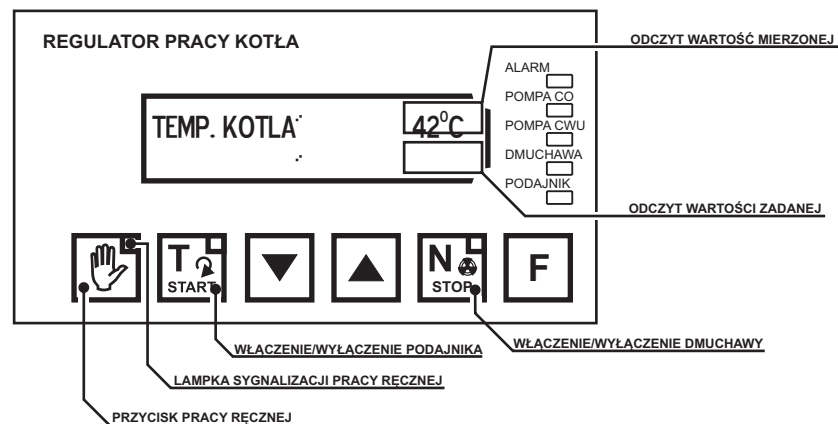 REGULATOR PRACY KOTŁA
ODCZYT WARTOŚĆ MIERZONEJ
ALARM
POMPA CO
TEMP. KOTLA 42°C
POMPA CWU
DMUCHAWA
PODAJNIK
ODCZYT WARTOŚCI ZADANEJ
T N F
START STOP
WŁĄCZENIE/WYŁĄCZENIE DMUCHAWY
WŁĄCZENIE/WYŁĄCZENIE PODAJNIKA
LAMPKA SYGNALIZACJI PRACY RĘCZNEJ
PRZYCISK PRACY RĘCZNEJ